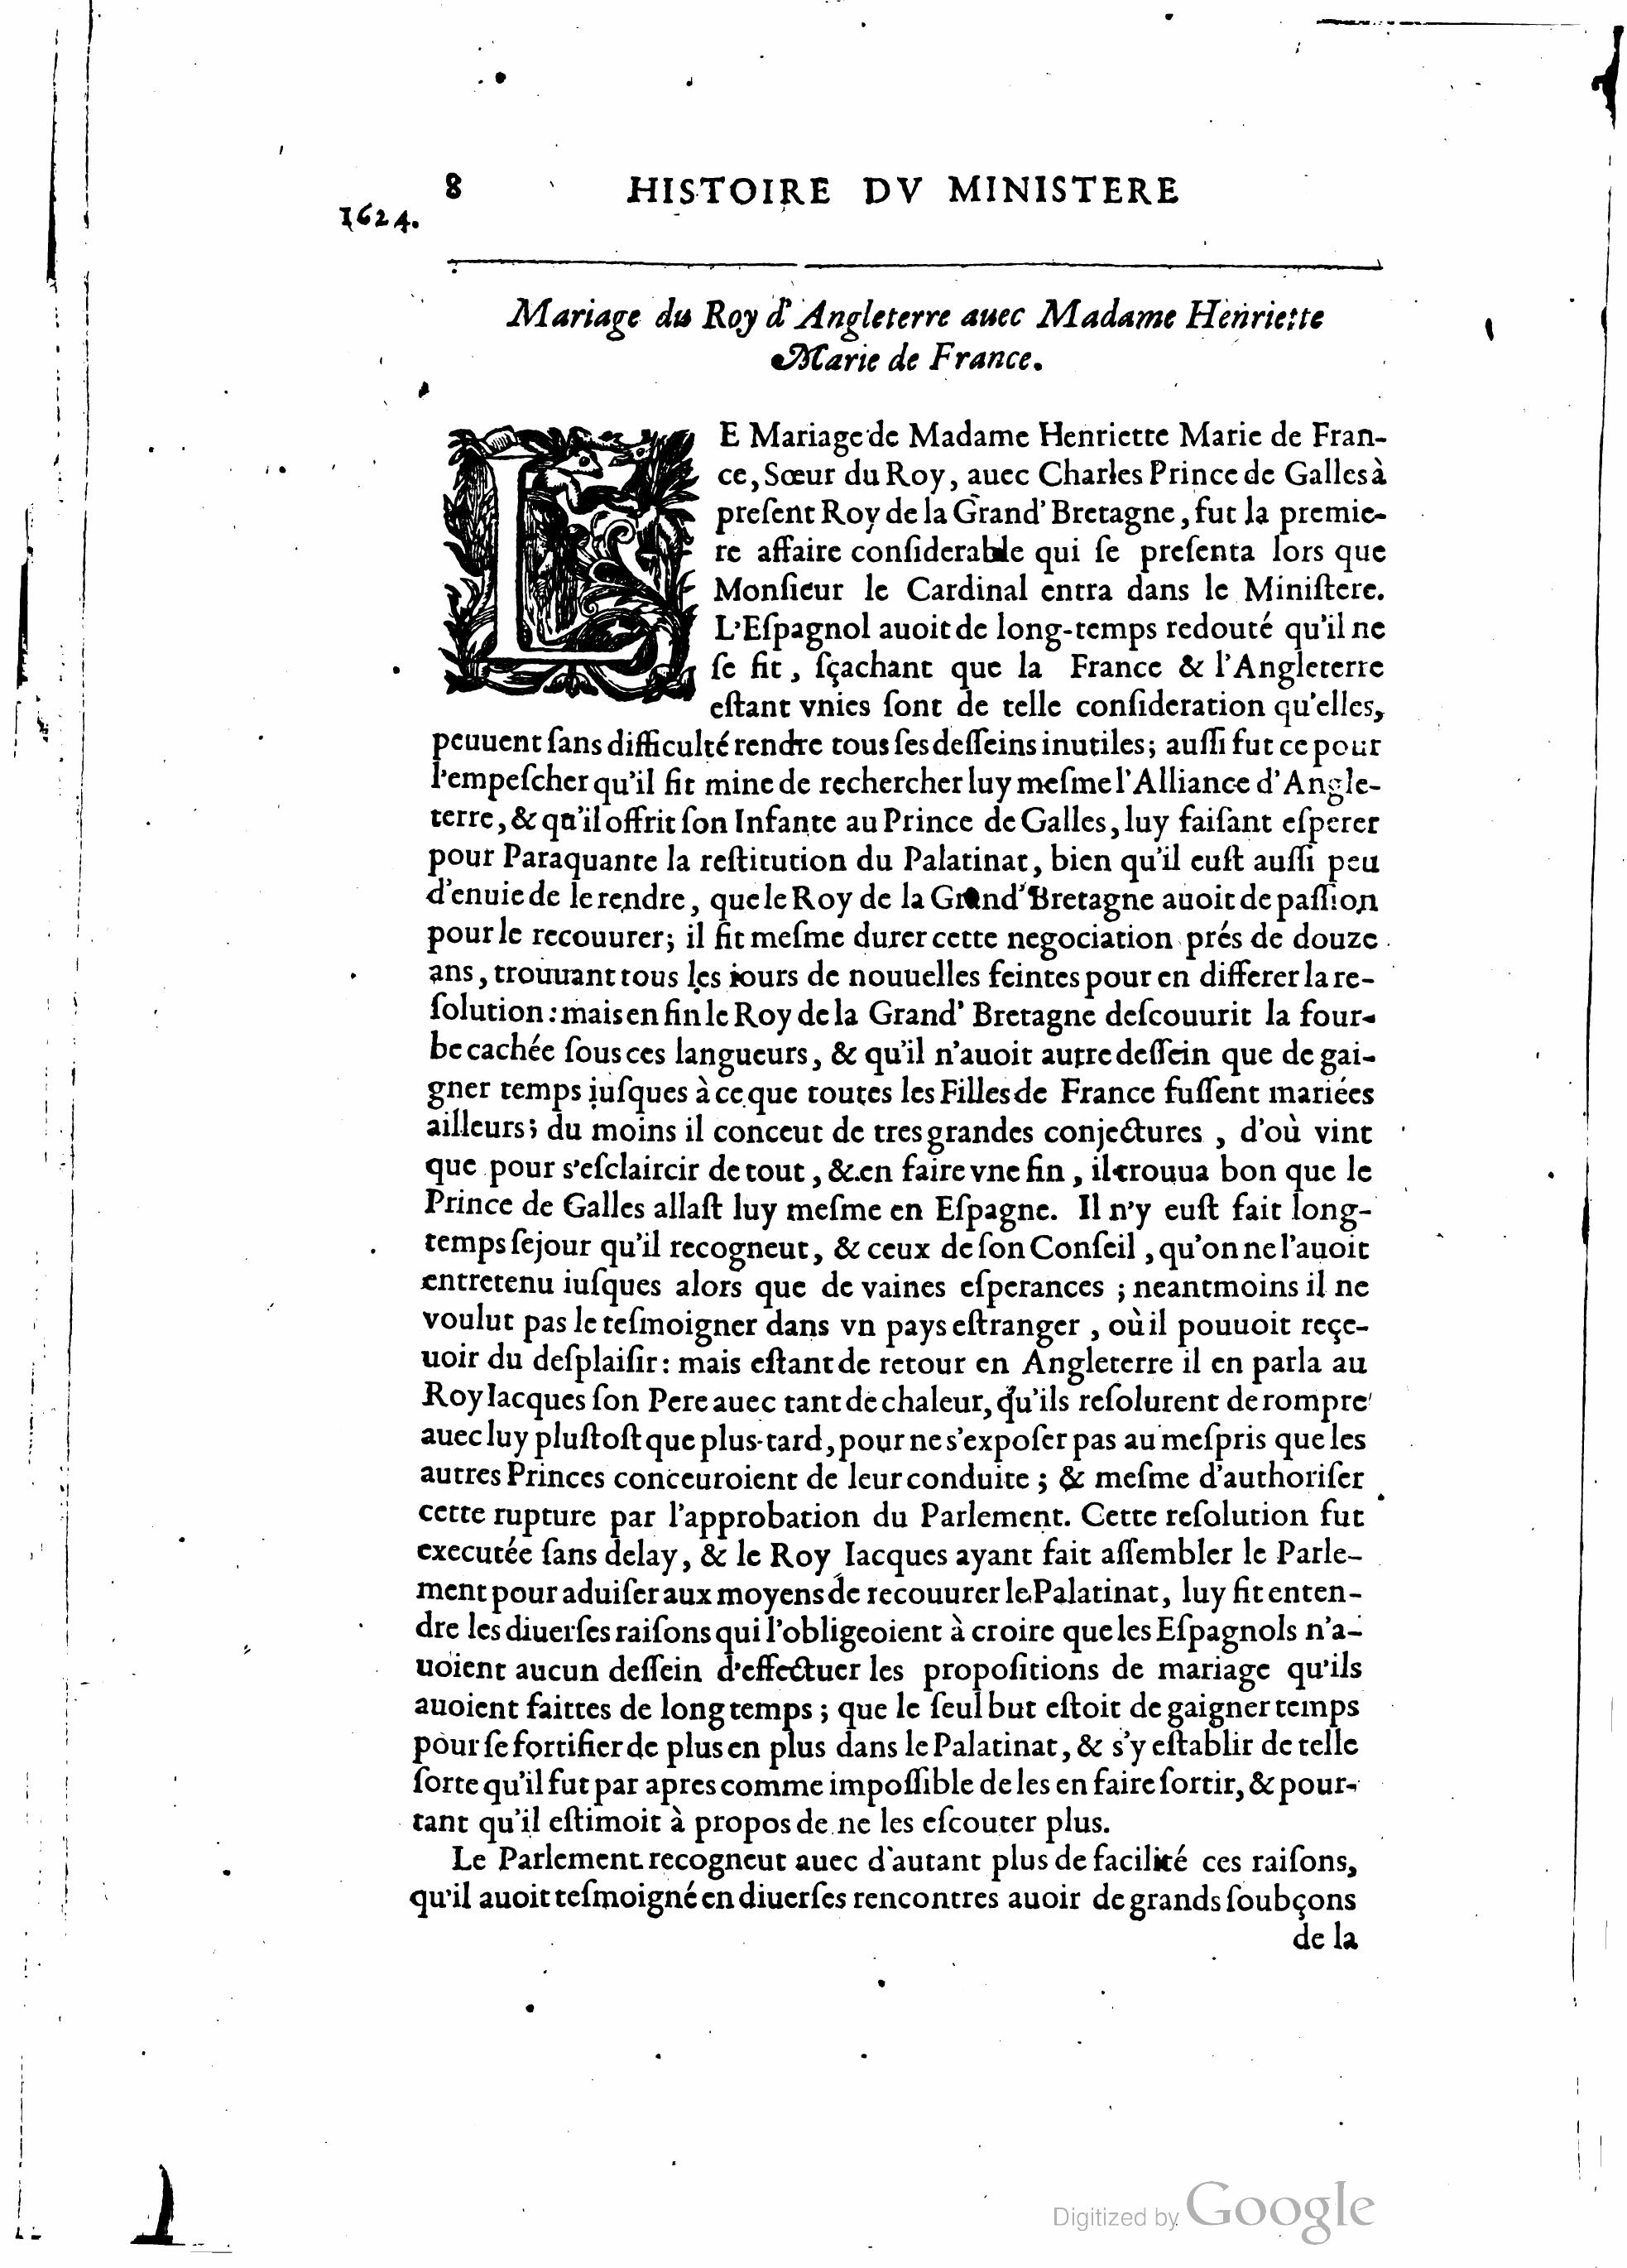 8 HISTOIRE DV MINISTERE
1624.
Mariage du Roy d'Angleterre auec Madame Henriette
Marie de France.
LE Mariage de Madame Henriette Marie de Fran-
ce, Sœur du Roy, auec Charles Prince de Galles à
preſent Roy de la Grand' Bretagne, fut la premie-
re affaire conſiderable qui ſe preſenta lors que
Monſieur le Cardinal entra dans le Miniſtere.
L'Eſpagnol auoit de long-temps redouté qu'il ne
ſe fit, ſçachant que la France & l'Angleterre
eſtant vnies ſont de telle conſideration qu'elles,
peuuent ſans difficulté rendre tous ſes deſſeins inutiles; auſſi fut ce pour
l'empeſcher qu'il fit mine de rechercher luy meſme l'Alliance d'Angle-
terre, & qu'il offrit ſon Infante au Prince de Galles, luy faiſant eſperer
pour Paraquante la reſtitution du Palatinat, bien qu'il euſt auſſi peu
d'enuie de le rendre, que le Roy de la Grand' Bretagne auoit de paſſion
pour le recouurer; il fit meſme durer cette negociation prés de douze
ans, trouuant tous les iours de nouuelles feintes pour en differer la re-
ſolution: mais en fin le Roy de la Grand' Bretagne deſcouurit la four-
be cachée ſous ces langueurs, & qu'il n'auoit autre deſſein que de gai-
gner temps iuſques à ce que toutes les Filles de France fuſſent mariées
ailleurs; du moins il conceut de tres grandes conjectures, d'où vint
que pour s'eſclaircir de tout, & en faire vne fin, il trouua bon que le
Prince de Galles allaſt luy meſme en Eſpagne. Il n'y euſt fait long-
temps ſejour qu'il recogneut, & ceux de ſon Conſeil, qu'on ne l'auoit
entretenu iuſques alors que de vaines eſperances; neantmoins il ne
voulut pas le teſmoigner dans vn pays eſtranger, où il pouuoit reçe-
uoir du deſplaiſir: mais eſtant de retour en Angleterre il en parla au
Roy Iacques ſon Pere auec tant de chaleur, qu'ils reſolurent de rompre
auec luy pluſtoſt que plus-tard, pour ne s'expoſer pas au meſpris que les
autres Princes conceuroient de leur conduite; & meſme d'authoriſer
cette rupture par l'approbation du Parlement. Cette reſolution fut
executée ſans delay, & le Roy Iacques ayant fait aſſembler le Parle-
ment pour aduiſer aux moyens de recouurer le Palatinat, luy fit enten-
dre les diuerſes raiſons qui l'obligeoient à croire que les Eſpagnols n'a-
uoient aucun deſſein d'effectuer les propoſitions de mariage qu'ils
auoient faittes de long temps; que le ſeul but eſtoit de gaigner temps
pour ſe fortifier de plus en plus dans le Palatinat, & s'y eſtablir de telle
ſorte qu'il fut par apres comme impoſſible de les en faire ſortir, & pour-
tant qu'il eſtimoit à propos de ne les eſcouter plus.
Le Parlement recogneut auec d'autant plus de facilité ces raiſons,
qu'il auoit teſmoigné en diuerſes rencontres auoir de grands ſoubçons
de la
Digitized by Google